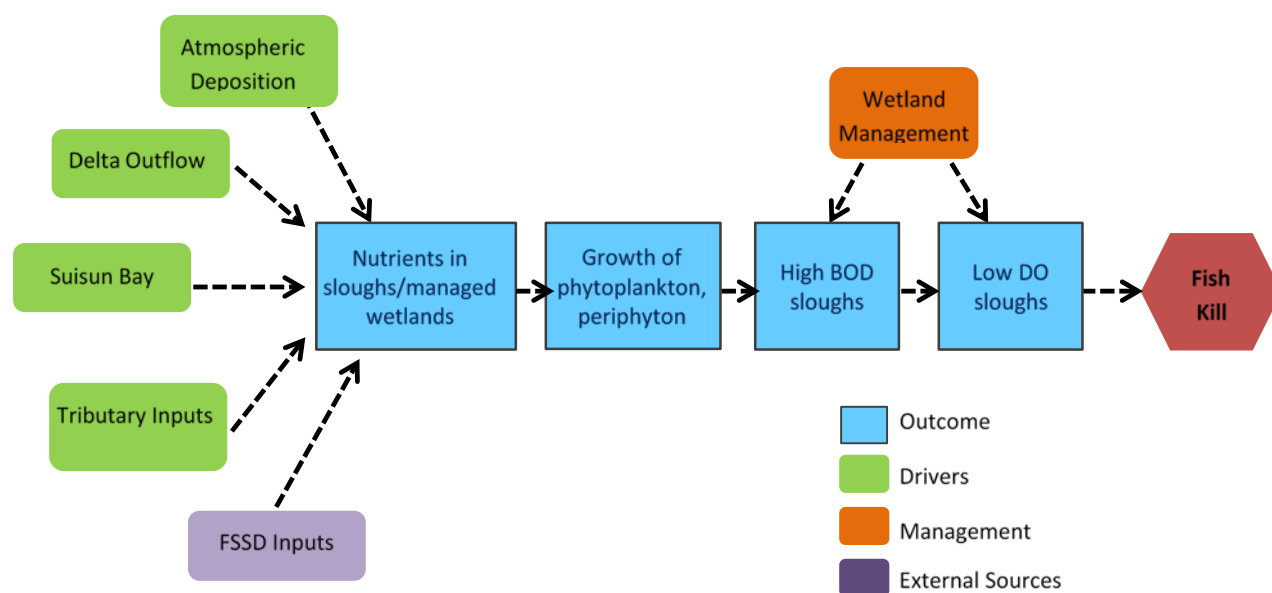 Atmospheric
Deposition
Delta Outflow
Suisun Bay
Tributary Inputs
FSSD Inputs
Nutrients in
sloughs/managed
wetlands
Growth of
phytoplankton,
periphyton
Wetland
Management
High BOD
sloughs
Low DO
sloughs
Fish
Kill
Outcome
Drivers
Management
External Sources